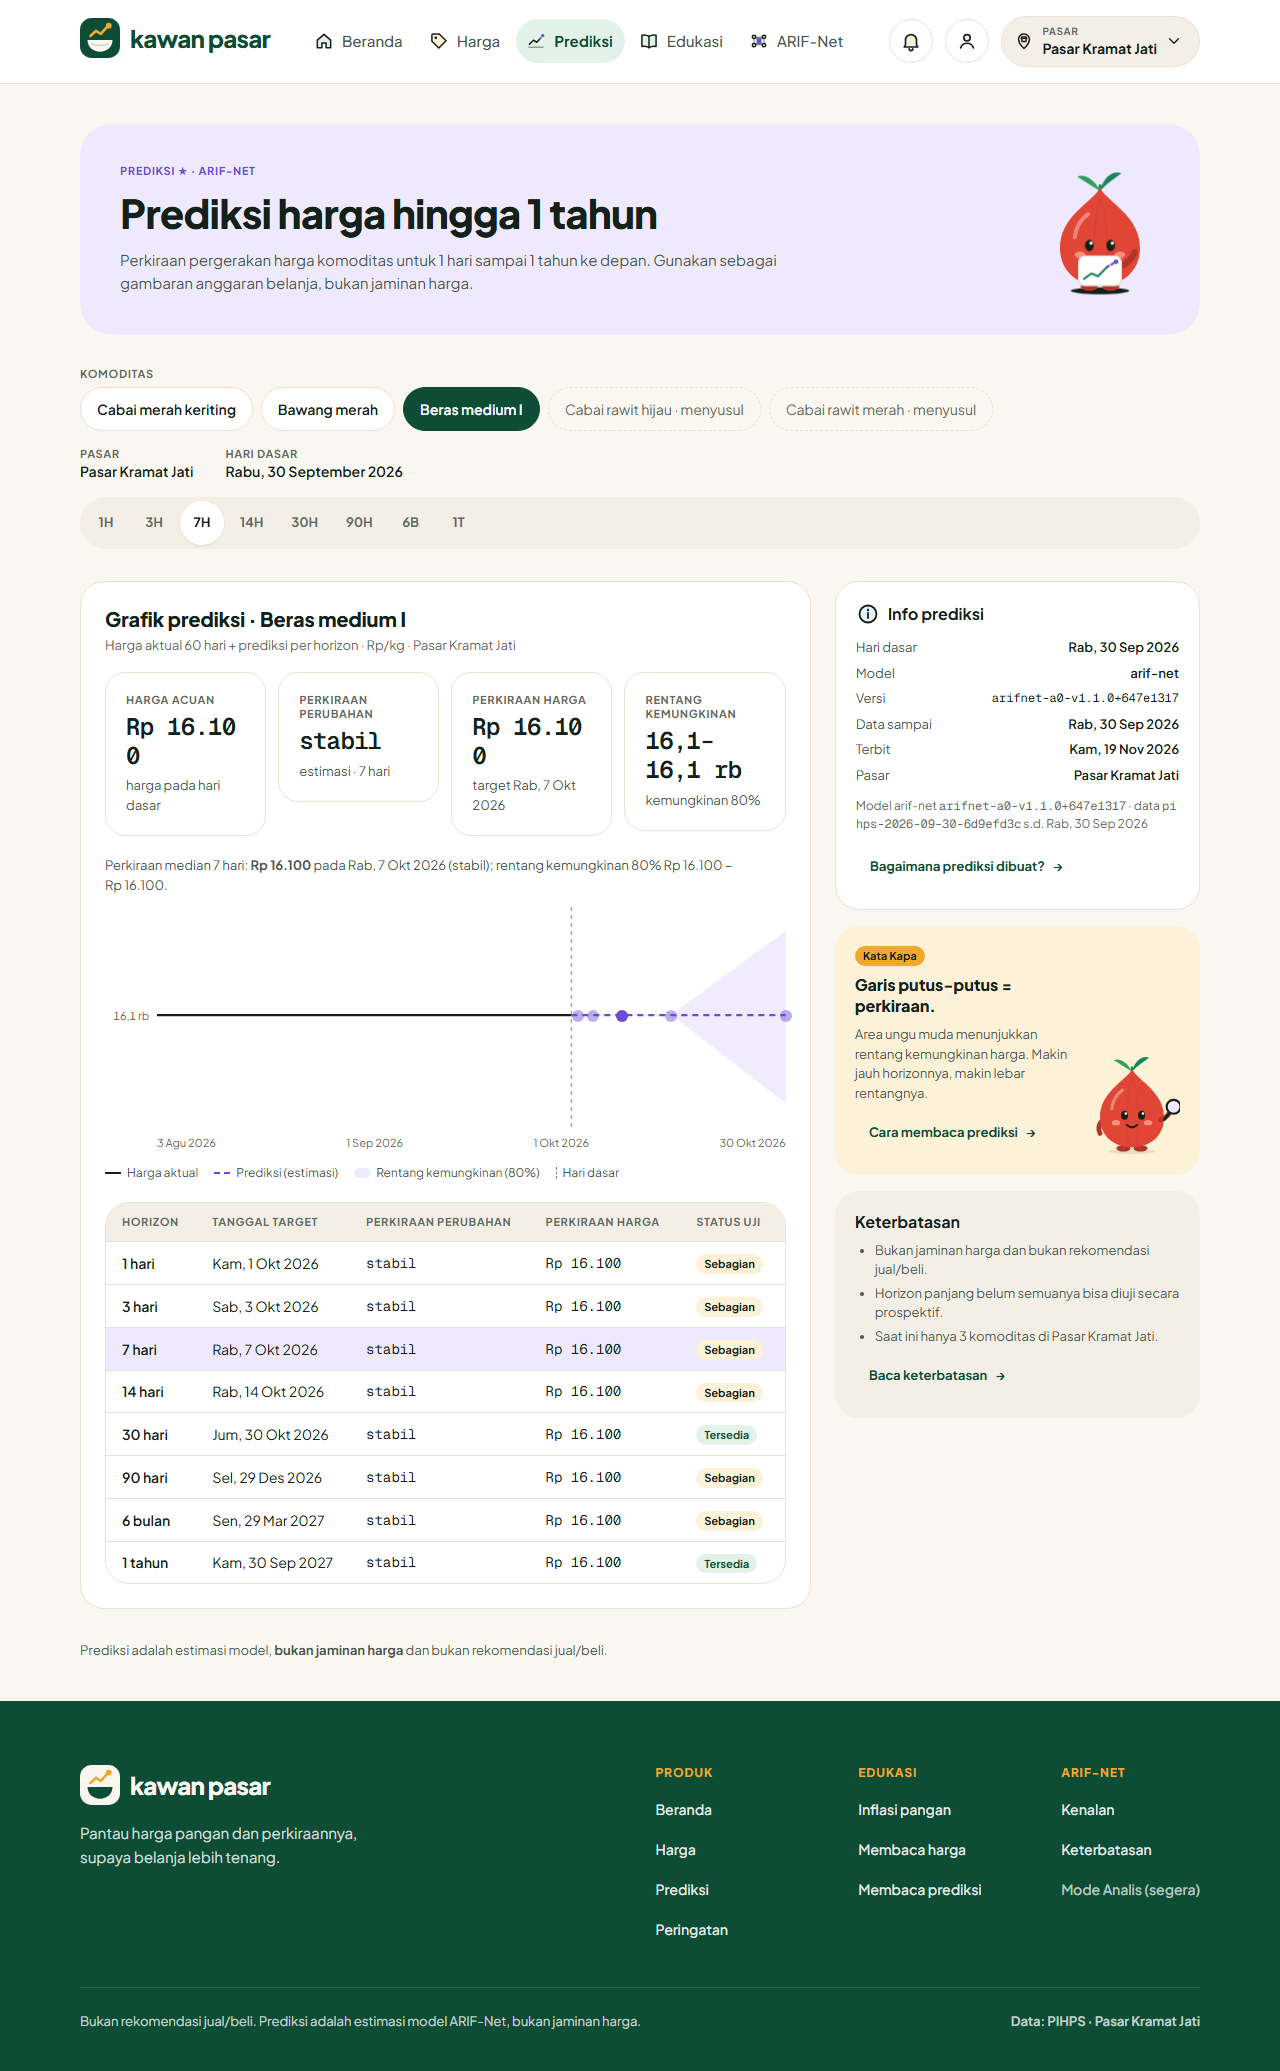 kawan pasar
Beranda
Harga
Prediksi
Edukasi
ARIF-Net
PASAR
Pasar Kramat Jati
PREDIKSI ★ · ARIF-NET
Prediksi harga hingga 1 tahun
Perkiraan pergerakan harga komoditas untuk 1 hari sampai 1 tahun ke depan. Gunakan sebagai
gambaran anggaran belanja, bukan jaminan harga.
KOMODITAS
Cabai merah keriting
Bawang merah
Beras medium I
Cabai rawit hijau · menyusul
Cabai rawit merah · menyusul
PASAR
Pasar Kramat Jati
HARI DASAR
Rabu, 30 September 2026
1H 3H 7H 14H 30H 90H 6B 1T
Grafik prediksi · Beras medium I
Harga aktual 60 hari + prediksi per horizon · Rp/kg · Pasar Kramat Jati
HARGA ACUAN
Rp 16.10
0
harga pada hari
dasar
PERKIRAAN
PERUBAHAN
stabil
estimasi · 7 hari
PERKIRAAN HARGA
Rp 16.10
0
target Rab, 7 Okt
2026
RENTANG
KEMUNGKINAN
16,1–
16,1 rb
kemungkinan 80%
Perkiraan median 7 hari: Rp 16.100 pada Rab, 7 Okt 2026 (stabil); rentang kemungkinan 80% Rp 16.100 –
Rp 16.100.
16,1 rb
3 Agu 2026 1 Sep 2026 1 Okt 2026 30 Okt 2026
Harga aktual Prediksi (estimasi) Rentang kemungkinan (80%) Hari dasar
HORIZON TANGGAL TARGET PERKIRAAN PERUBAHAN PERKIRAAN HARGA STATUS UJI
1 hari Kam, 1 Okt 2026 stabil Rp 16.100 Sebagian
3 hari Sab, 3 Okt 2026 stabil Rp 16.100 Sebagian
7 hari Rab, 7 Okt 2026 stabil Rp 16.100 Sebagian
14 hari Rab, 14 Okt 2026 stabil Rp 16.100 Sebagian
30 hari Jum, 30 Okt 2026 stabil Rp 16.100 Tersedia
90 hari Sel, 29 Des 2026 stabil Rp 16.100 Sebagian
6 bulan Sen, 29 Mar 2027 stabil Rp 16.100 Sebagian
1 tahun Kam, 30 Sep 2027 stabil Rp 16.100 Tersedia
Info prediksi
Hari dasar Rab, 30 Sep 2026
Model arif-net
Versi arifnet-a0-v1.1.0+647e1317
Data sampai Rab, 30 Sep 2026
Terbit Kam, 19 Nov 2026
Pasar Pasar Kramat Jati
Model arif-net arifnet-a0-v1.1.0+647e1317 · data pi
hps-2026-09-30-6d9efd3c s.d. Rab, 30 Sep 2026
Bagaimana prediksi dibuat? →
Kata Kapa
Garis putus-putus =
perkiraan.
Area ungu muda menunjukkan
rentang kemungkinan harga. Makin
jauh horizonnya, makin lebar
rentangnya.
Cara membaca prediksi →
Keterbatasan
• Bukan jaminan harga dan bukan rekomendasi
jual/beli.
• Horizon panjang belum semuanya bisa diuji secara
prospektif.
• Saat ini hanya 3 komoditas di Pasar Kramat Jati.
Baca keterbatasan →
Prediksi adalah estimasi model, bukan jaminan harga dan bukan rekomendasi jual/beli.
kawan pasar
Pantau harga pangan dan perkiraannya,
supaya belanja lebih tenang.
PRODUK
Beranda
Harga
Prediksi
Peringatan
EDUKASI
Inflasi pangan
Membaca harga
Membaca prediksi
ARIF-NET
Kenalan
Keterbatasan
Mode Analis (segera)
Bukan rekomendasi jual/beli. Prediksi adalah estimasi model ARIF-Net, bukan jaminan harga.
Data: PIHPS · Pasar Kramat Jati